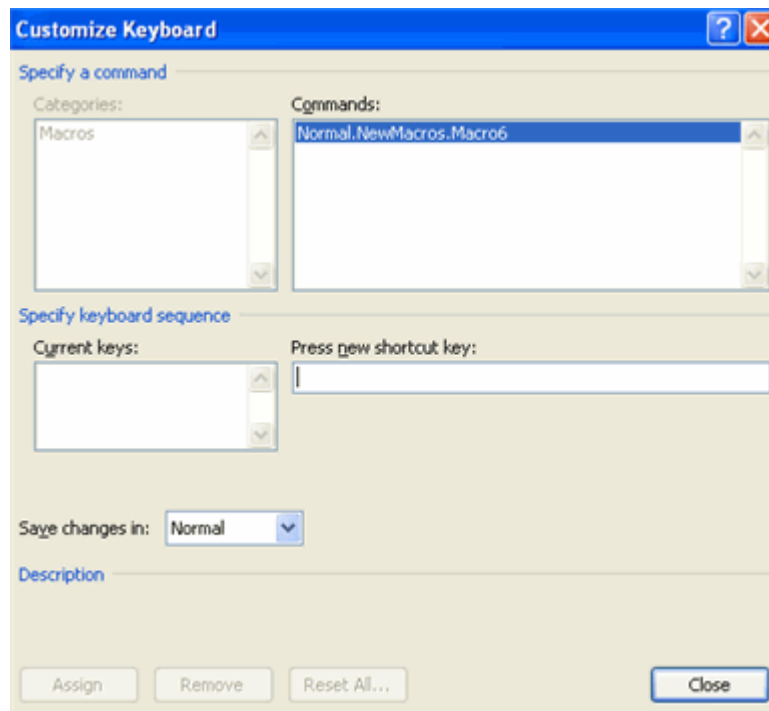 Customize Keyboard
Specify a command
Categories:
Commands:
Macros
Normal.NewMacros.Macro6
Specify keyboard sequence
Current keys:
Press new shortcut key:
Save changes in:
Normal
Description
Assign
Remove
Reset All...
Close